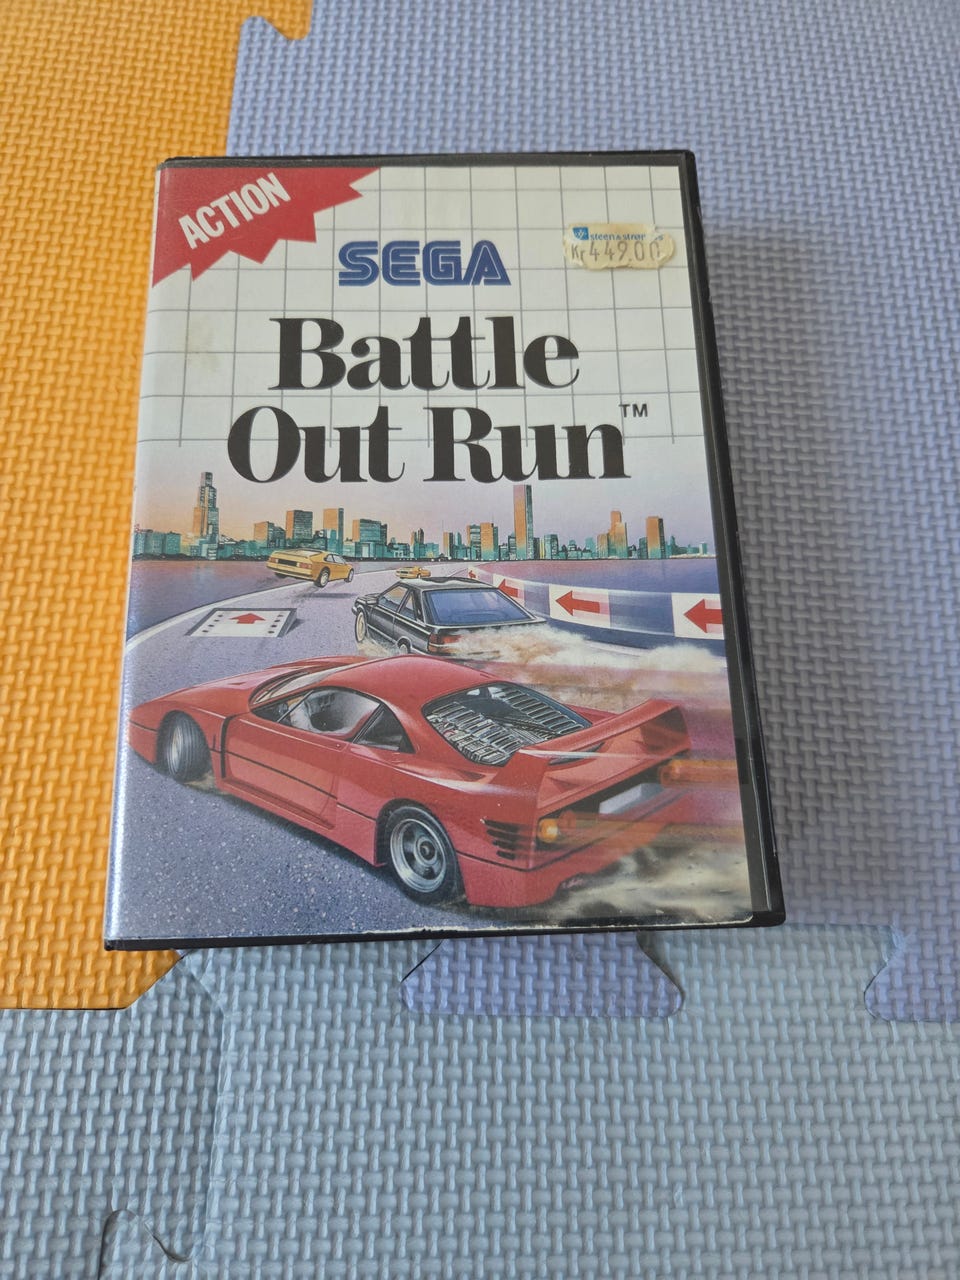 ACTION
SEGA
steen & strøm
Kr 449.00
Battle
Out Run™